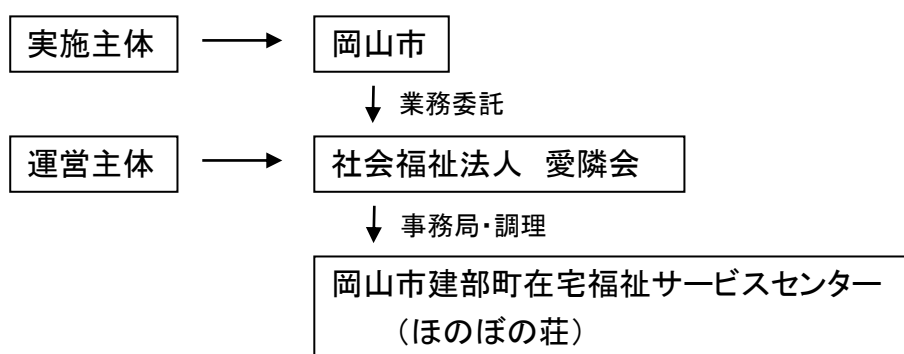 実施主体 岡山市
業務委託
運営主体 社会福祉法人 愛隣会
事務局・調理
岡山市建部町在宅福祉サービスセンター
(ほのぼの荘)